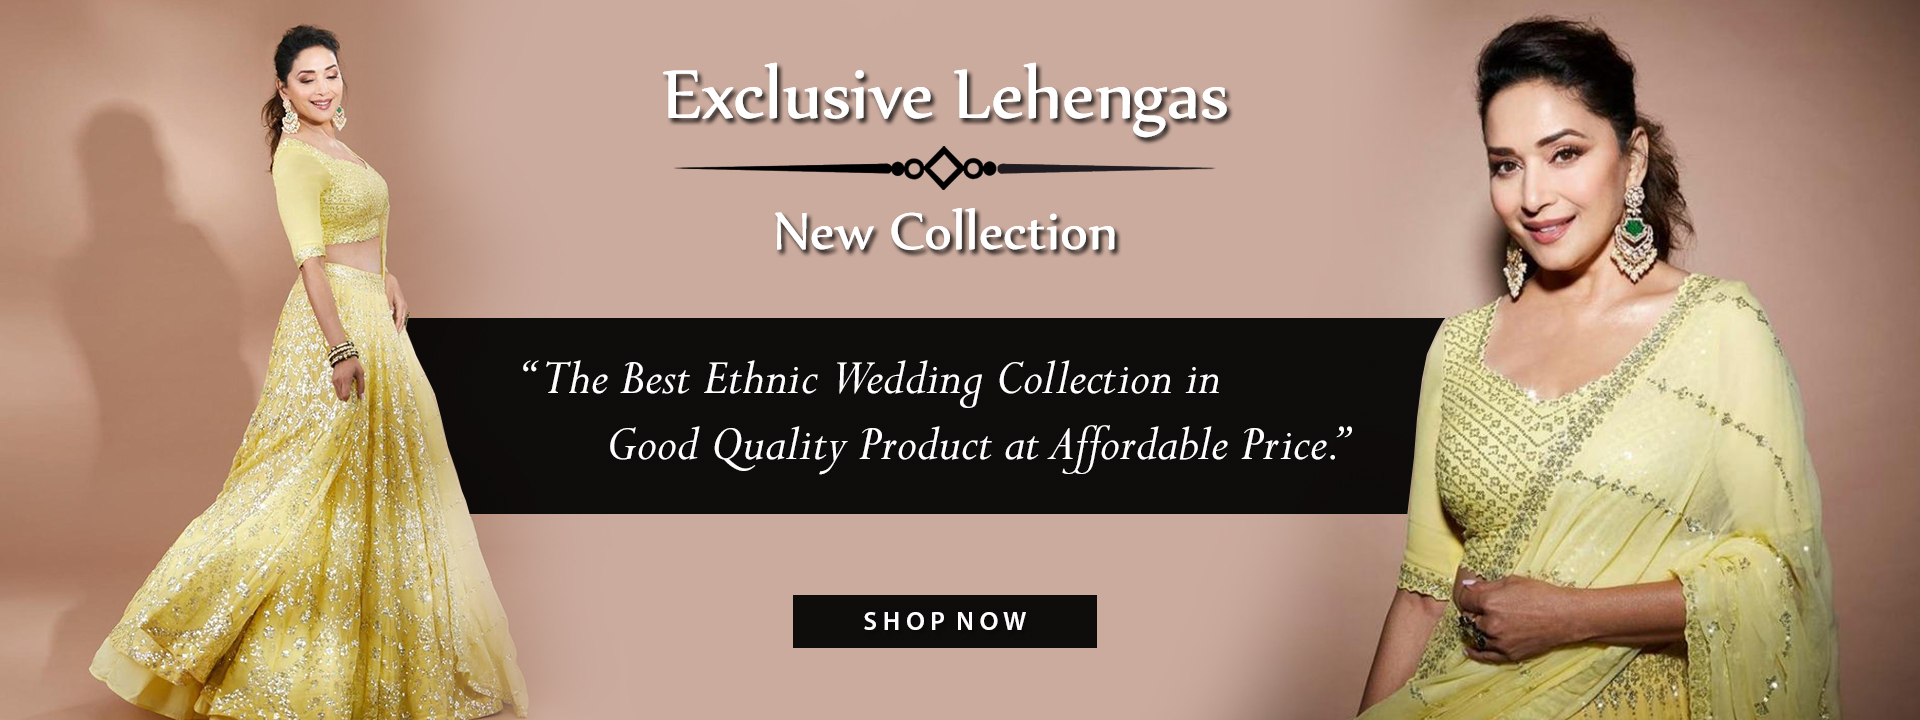 Exclusive Lehengas
New Collection
“The Best Ethnic Wedding Collection in
Good Quality Product at Affordable Price.”
SHOP NOW